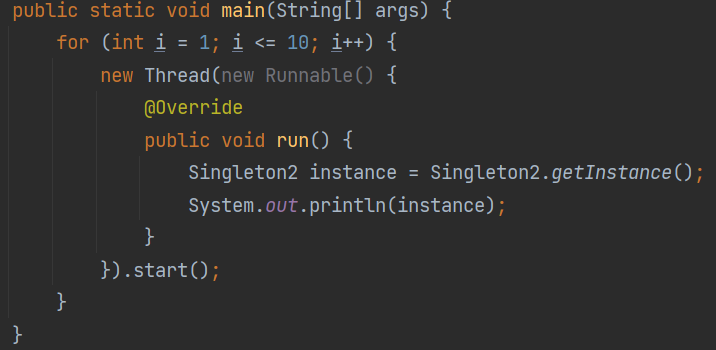 public static void main(String[] args) {
    for (int i = 1; i <= 10; i++) {
        new Thread(new Runnable() {
            @Override
            public void run() {
                Singleton2 instance = Singleton2.getInstance();
                System.out.println(instance);
            }
        }).start();
    }
}